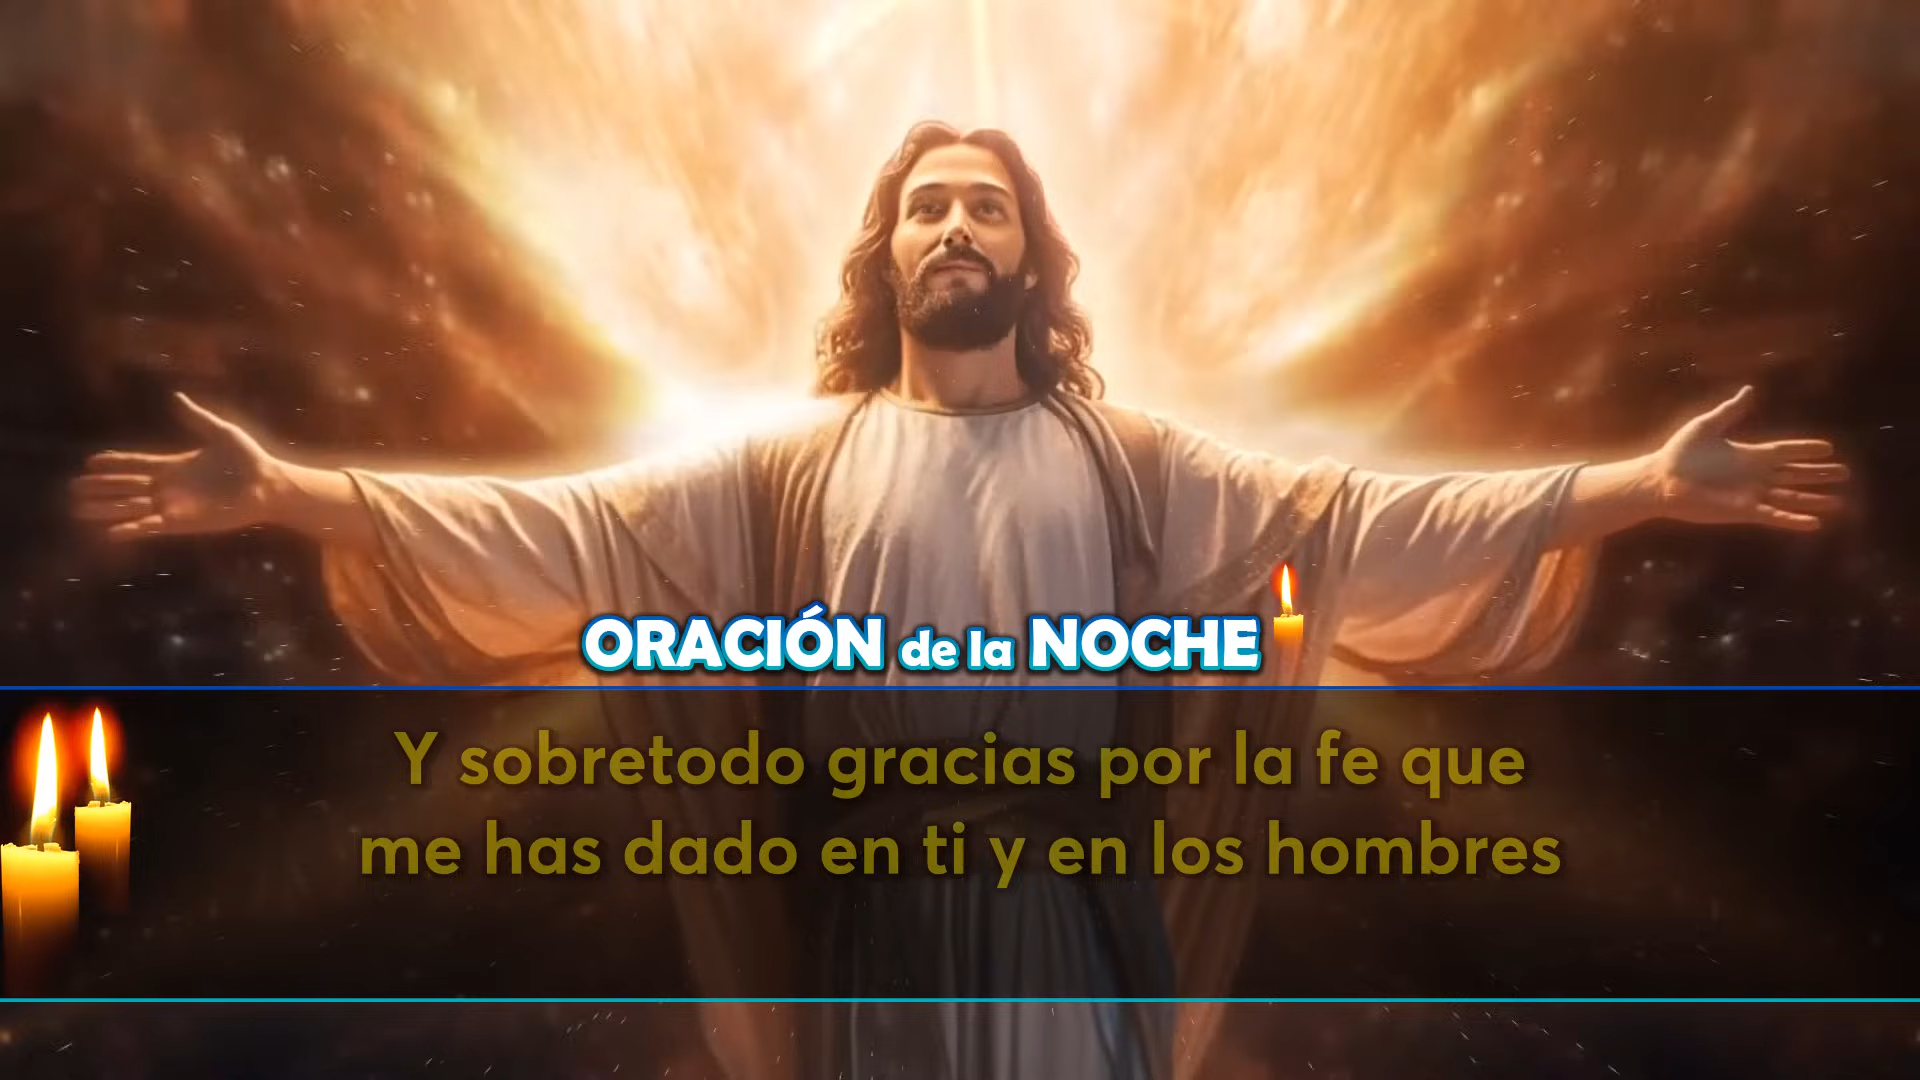 ORACIÓN de la NOCHE
Y sobretodo gracias por la fe que
me has dado en ti y en los hombres